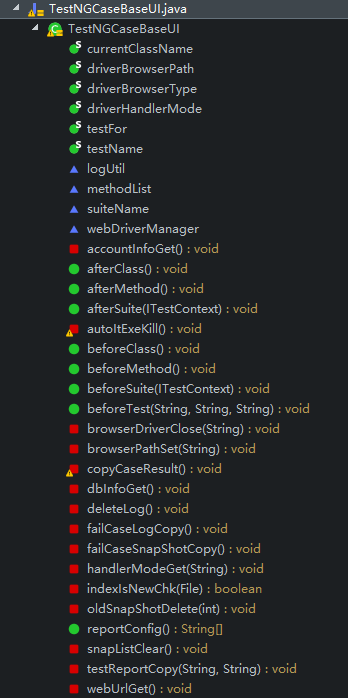 TestNGCaseBaseUI.java
TestNGCaseBaseUI
currentClassName
driverBrowserPath
driverBrowserType
driverHandlerMode
testFor
testName
logUtil
methodList
suiteName
webDriverManager
accountInfoGet() : void
afterClass() : void
afterMethod() : void
afterSuite(ITestContext) : void
autoItExeKill() : void
beforeClass() : void
beforeMethod() : void
beforeSuite(ITestContext) : void
beforeTest(String, String, String) : void
browserDriverClose(String) : void
browserPathSet(String) : void
copyCaseResult() : void
dbInfoGet() : void
deleteLog() : void
failCaseLogCopy() : void
failCaseSnapShotCopy() : void
handlerModeGet(String) : void
indexIsNewChk(File) : boolean
oldSnapShotDelete(int) : void
reportConfig() : String[]
snapListClear() : void
testReportCopy(String, String) : void
webUrlGet() : void